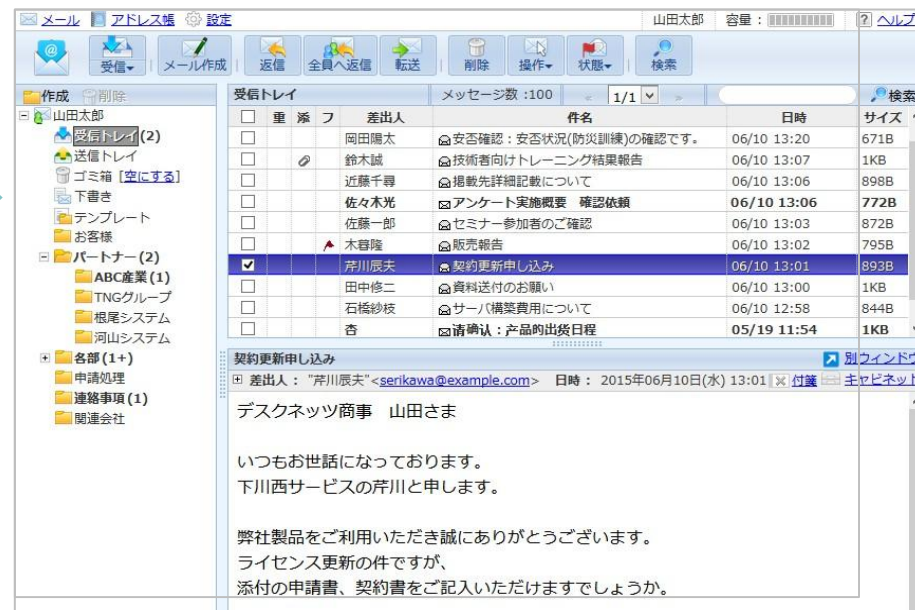 メール アドレス帳 設定 山田太郎 容量： ? ヘルプ
受信 メール作成 返信 全員へ返信 転送 削除 操作 状態 検索
作成 削除
山田太郎
受信トレイ(2)
送信トレイ
ゴミ箱 [空にする]
下書き
テンプレート
お客様
パートナー(2)
ABC産業(1)
TNGグループ
根尾システム
河山システム
各部(1+)
申請処理
連絡事項(1)
関連会社
受信トレイ メッセージ数 :100 « 1/1 » 検索
重 添 フ 差出人 件名 日時 サイズ
岡田陽太 安否確認：安否状況(防災訓練)の確認です。 06/10 13:20 671B
鈴木誠 技術者向けトレーニング結果報告 06/10 13:07 1KB
近藤千尋 掲載先詳細記載について 06/10 13:06 898B
佐々木光 アンケート実施概要 確認依頼 06/10 13:06 772B
佐藤一郎 セミナー参加者のご確認 06/10 13:03 872B
木暮隆 販売報告 06/10 13:02 795B
芹川辰夫 契約更新申し込み 06/10 13:01 893B
田中修二 資料送付のお願い 06/10 13:00 1KB
石橋紗枝 サーバ構築費用について 06/10 12:58 844B
杏 请确认：产品的出货日程 05/19 11:54 1KB
契約更新申し込み 別ウィンドウ
差出人： "芹川辰夫"<serikawa@example.com> 日時： 2015年06月10日(水) 13:01 付箋 キャビネット
デスクネッツ商事 山田さま
いつもお世話になっております。
下川西サービスの芹川と申します。
弊社製品をご利用いただき誠にありがとうございます。
ライセンス更新の件ですが、
添付の申請書、契約書をご記入いただけますでしょうか。